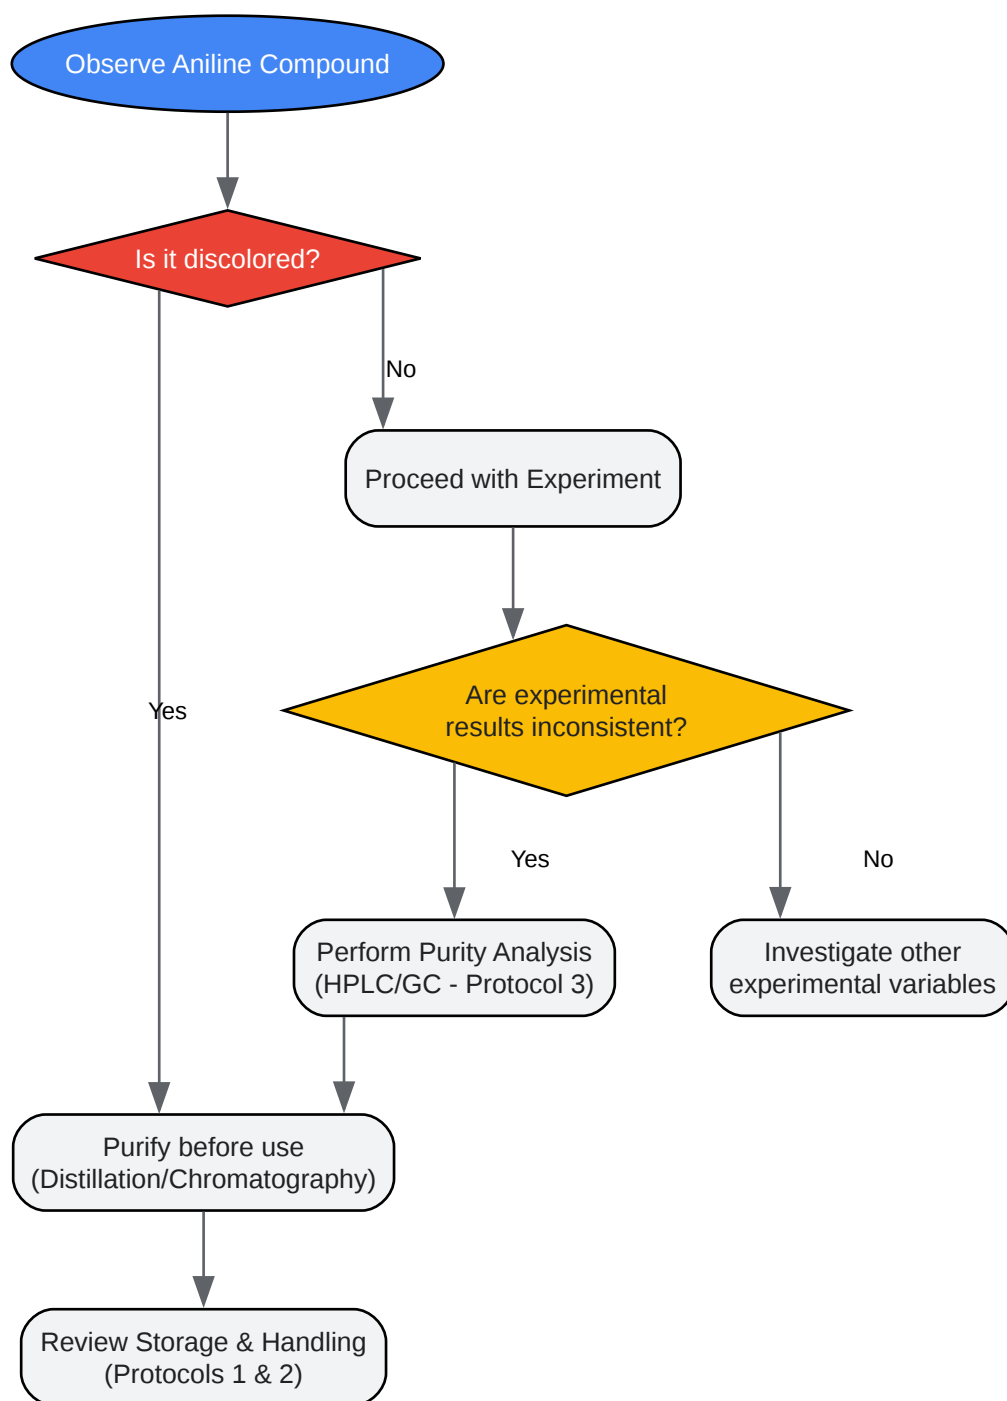 Observe Aniline Compound
Is it discolored?
No
Proceed with Experiment
Yes
Are experimental
results inconsistent?
Yes
No
Perform Purity Analysis
(HPLC/GC - Protocol 3)
Investigate other
experimental variables
Purify before use
(Distillation/Chromatography)
Review Storage & Handling
(Protocols 1 & 2)